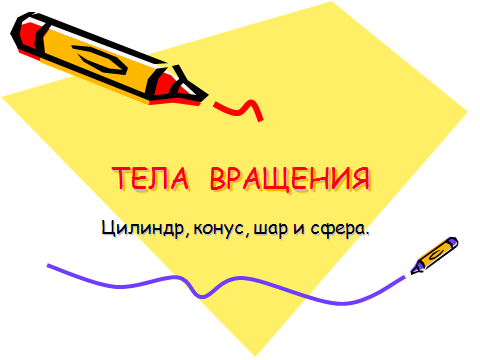 ТЕЛА ВРАЩЕНИЯ
Цилиндр, конус, шар и сфера.